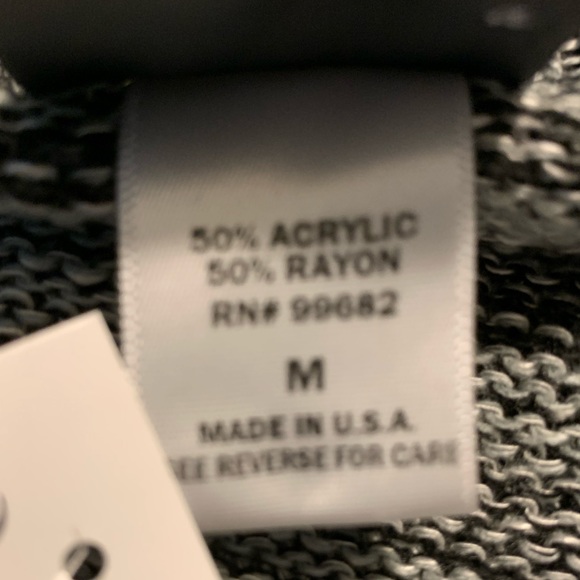 50% ACRYLIC
50% RAYON
RN# 99682
M
MADE IN U.S.A.
SEE REVERSE FOR CARE